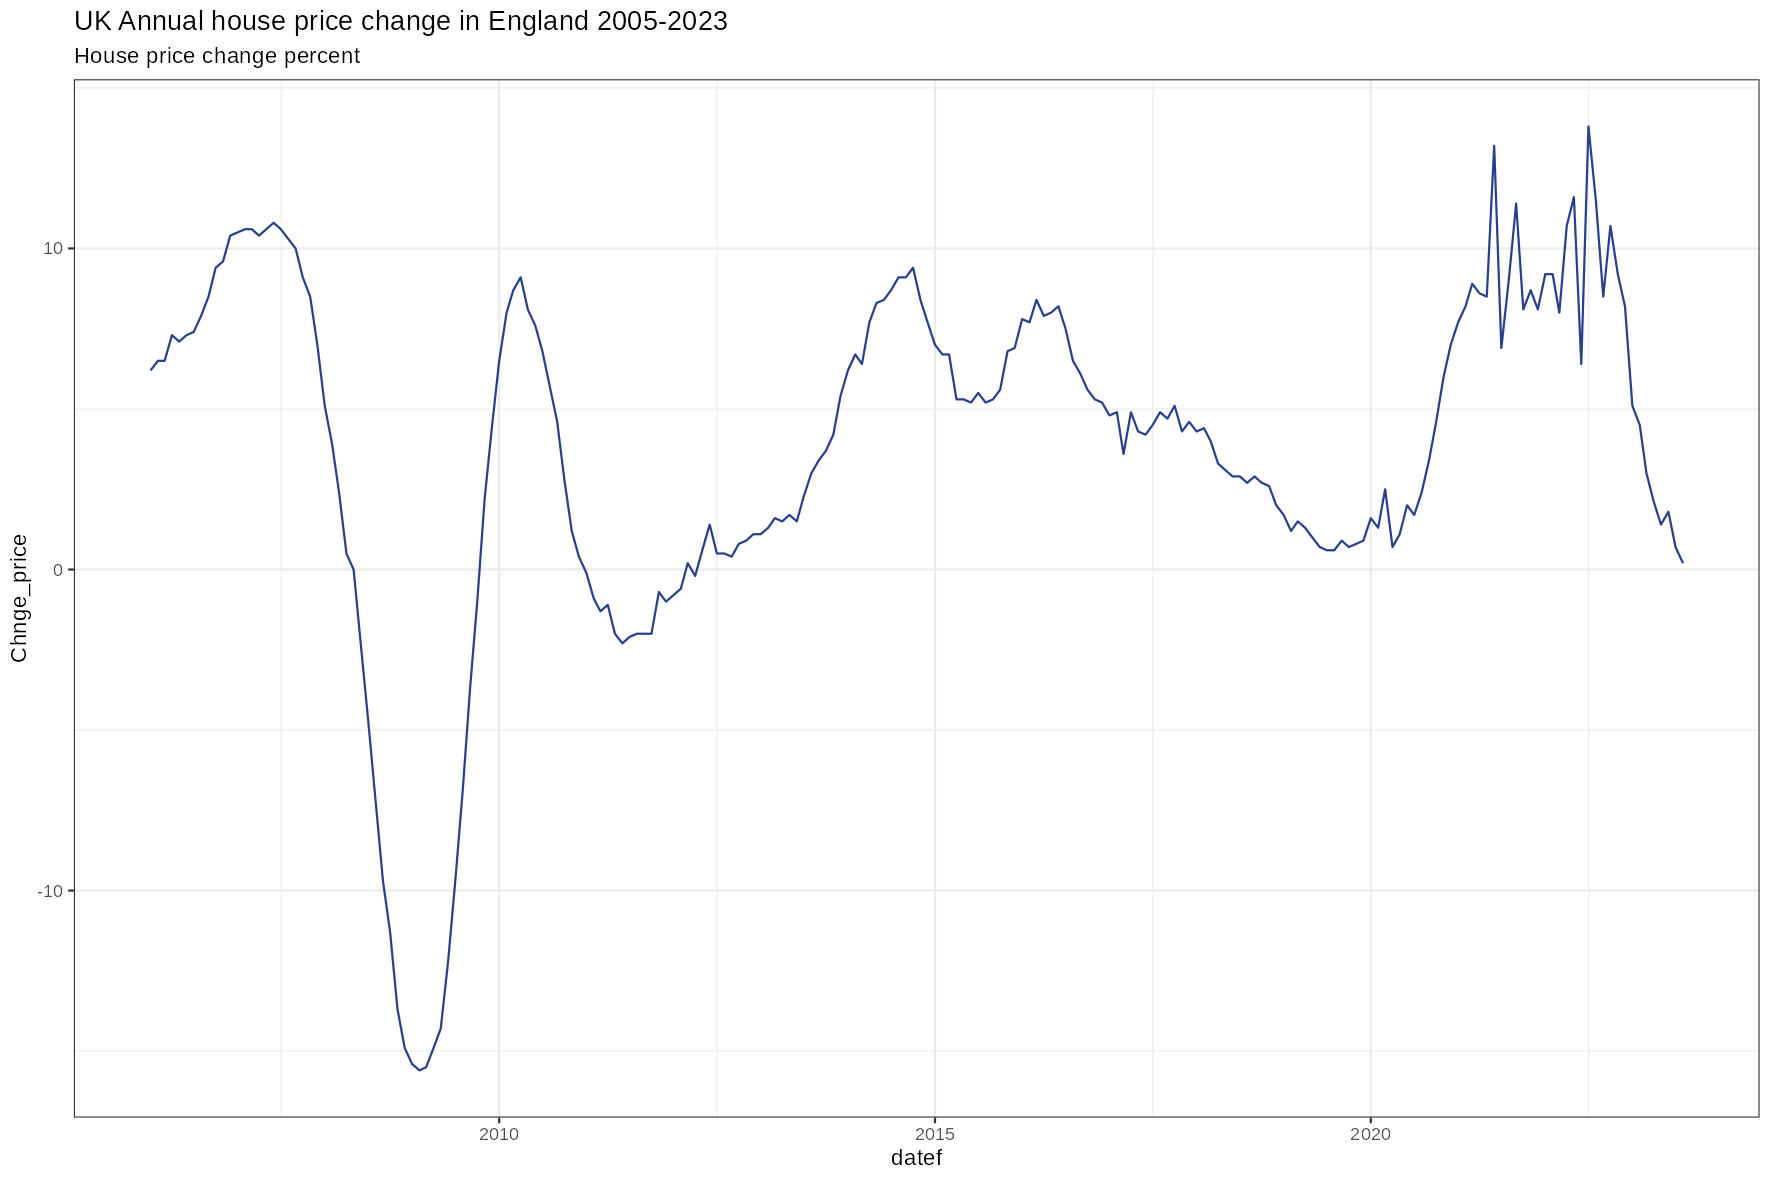 UK Annual house price change in England 2005-2023
House price change percent
Chnge_price
10
0
-10
2010
2015
2020
datef